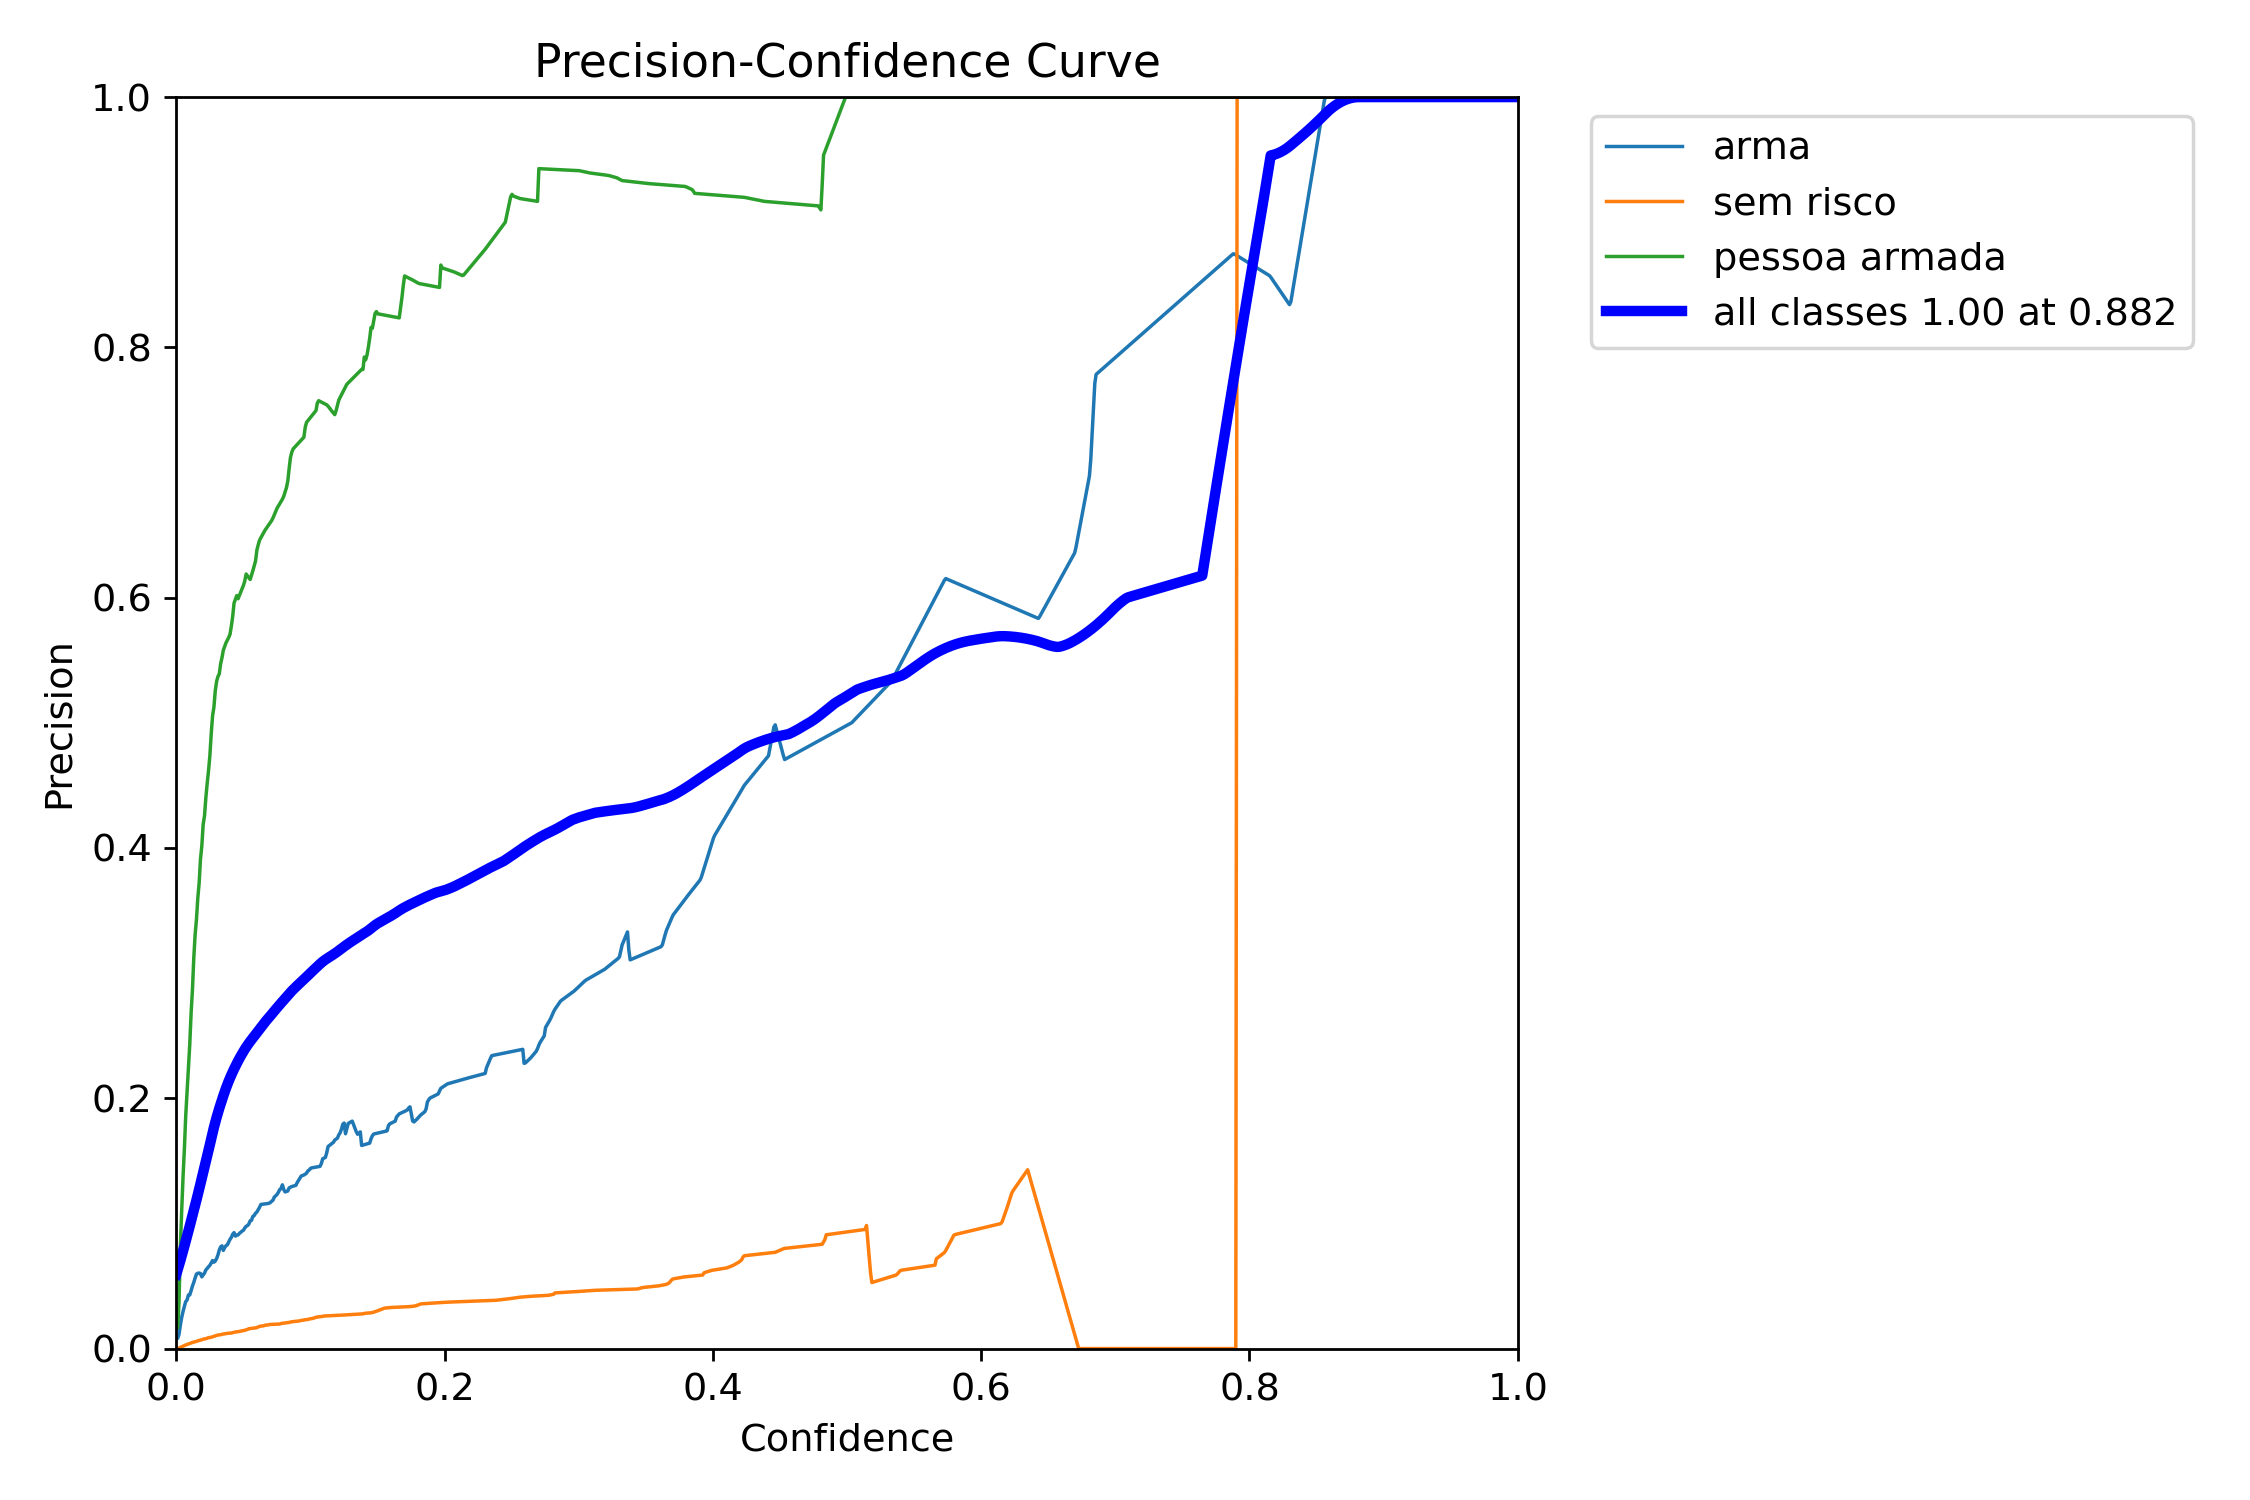 Precision-Confidence Curve
1.0
0.8
0.6
0.4
0.2
0.0
Precision
0.0 0.2 0.4 0.6 0.8 1.0
Confidence
arma
sem risco
pessoa armada
all classes 1.00 at 0.882